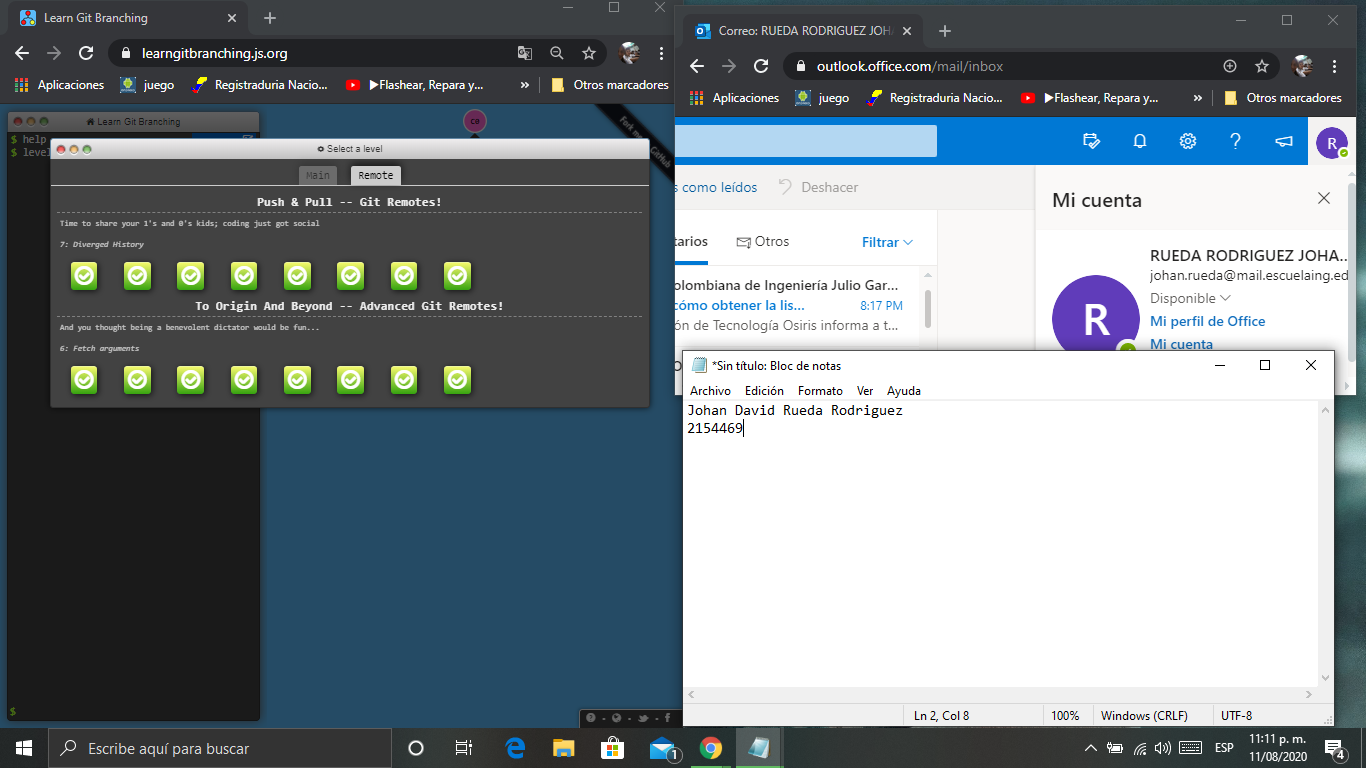 Learn Git Branching
learngitbranching.js.org
Aplicaciones
juego
Registraduria Nacio...
►Flashear, Repara y...
»
Otros marcadores
Learn Git Branching
$ help
$ leve
Select a level
Main
Remote
Push & Pull -- Git Remotes!
Time to share your 1's and 0's kids; coding just got social
7: Diverged History
To Origin And Beyond -- Advanced Git Remotes!
And you thought being a benevolent dictator would be fun...
6: Fetch arguments
$
Correo: RUEDA RODRIGUEZ JOHA
outlook.office.com/mail/inbox
Aplicaciones
juego
Registraduria Nacio...
►Flashear, Repara y...
»
Otros marcadores
R
s como leídos
Deshacer
tarios
Otros
Filtrar
olombiana de Ingeniería Julio Gar...
cómo obtener la lis...
8:17 PM
ión de Tecnología Osiris informa a t...
Mi cuenta
R
RUEDA RODRIGUEZ JOHA...
johan.rueda@mail.escuelaing.ed
Disponible
Mi perfil de Office
Mi cuenta
*Sin título: Bloc de notas
Archivo Edición Formato Ver Ayuda
Johan David Rueda Rodriguez
2154469
Ln 2, Col 8
100%
Windows (CRLF)
UTF-8
Escribe aquí para buscar
1
ESP
11:11 p. m.
11/08/2020
4